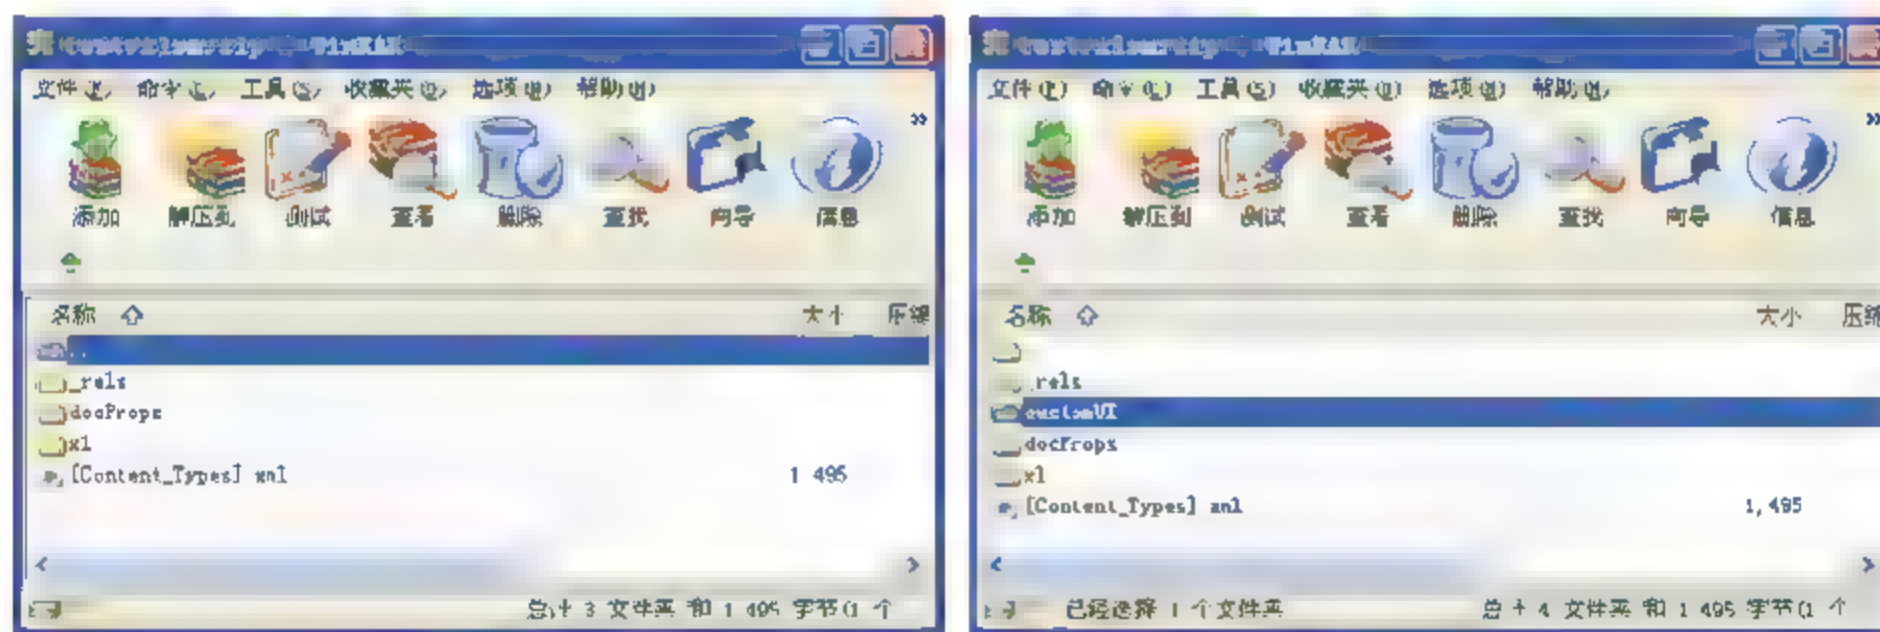 WinRAR
文件(F) 命令(C) 工具(S) 收藏夹(O) 选项(N) 帮助(H)
添加 解压到 测试 查看 删除 查找 向导 信息
名称 大小 压缩
..
_rels
docProps
xl
[Content_Types] xml 1 495
总计 3 文件夹 和 1 495 字节(1 个
WinRAR
文件(F) 命令(C) 工具(S) 收藏夹(O) 选项(N) 帮助(H)
添加 解压到 测试 查看 删除 查找 向导 信息
名称 大小 压缩
_rels
customUI
docProps
xl
[Content_Types] xml 1,495
已经选择 1 个文件夹 总计 4 文件夹 和 1 495 字节(1 个